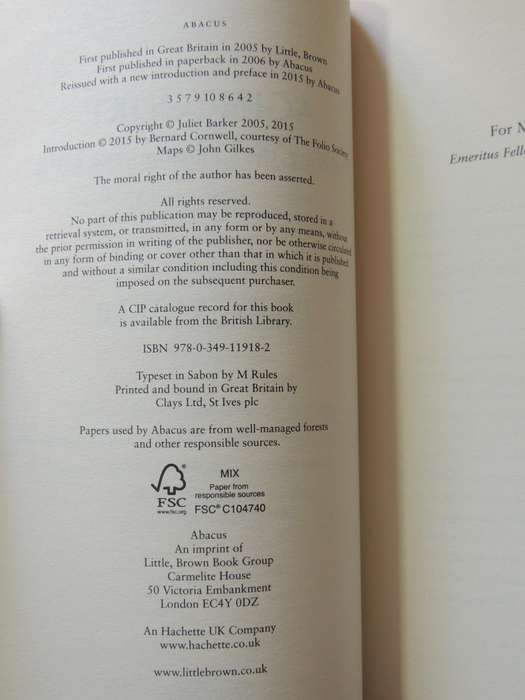 ABACUS
First published in Great Britain in 2005 by Little, Brown
First published in paperback in 2006 by Abacus
Reissued with a new introduction and preface in 2015 by Abacus
3 5 7 9 10 8 6 4 2
Copyright © Juliet Barker 2005, 2015
Introduction © 2015 by Bernard Cornwell, courtesy of The Folio Society
Maps © John Gilkes
The moral right of the author has been asserted.
All rights reserved.
No part of this publication may be reproduced, stored in a
retrieval system, or transmitted, in any form or by any means, without
the prior permission in writing of the publisher, nor be otherwise circulated
in any form of binding or cover other than that in which it is published
and without a similar condition including this condition being
imposed on the subsequent purchaser.
A CIP catalogue record for this book
is available from the British Library.
ISBN 978-0-349-11918-2
Typeset in Sabon by M Rules
Printed and bound in Great Britain by
Clays Ltd, St Ives plc
Papers used by Abacus are from well-managed forests
and other responsible sources.
FSC
www.fsc.org
MIX
Paper from
responsible sources
FSC® C104740
Abacus
An imprint of
Little, Brown Book Group
Carmelite House
50 Victoria Embankment
London EC4Y 0DZ
An Hachette UK Company
www.hachette.co.uk
www.littlebrown.co.uk
For
Emeritus